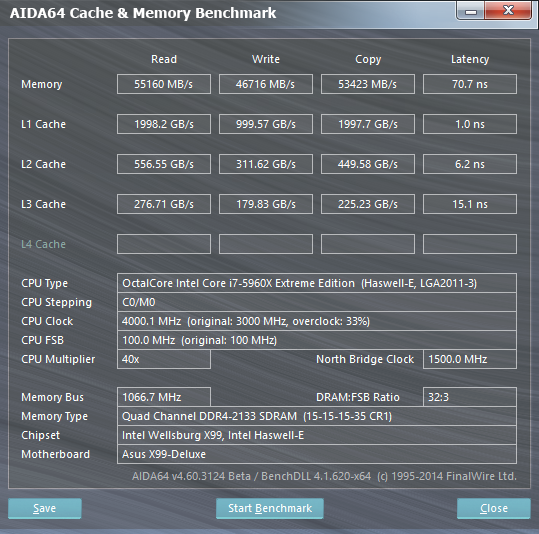 AIDA64 Cache & Memory Benchmark
Read Write Copy Latency
Memory 55160 MB/s 46716 MB/s 53423 MB/s 70.7 ns
L1 Cache 1998.2 GB/s 999.57 GB/s 1997.7 GB/s 1.0 ns
L2 Cache 556.55 GB/s 311.62 GB/s 449.58 GB/s 6.2 ns
L3 Cache 276.71 GB/s 179.83 GB/s 225.23 GB/s 15.1 ns
L4 Cache
CPU Type OctalCore Intel Core i7-5960X Extreme Edition (Haswell-E, LGA2011-3)
CPU Stepping C0/M0
CPU Clock 4000.1 MHz (original: 3000 MHz, overclock: 33%)
CPU FSB 100.0 MHz (original: 100 MHz)
CPU Multiplier 40x North Bridge Clock 1500.0 MHz
Memory Bus 1066.7 MHz DRAM:FSB Ratio 32:3
Memory Type Quad Channel DDR4-2133 SDRAM (15-15-15-35 CR1)
Chipset Intel Wellsburg X99, Intel Haswell-E
Motherboard Asus X99-Deluxe
AIDA64 v4.60.3124 Beta / BenchDLL 4.1.620-x64 (c) 1995-2014 FinalWire Ltd.
Save Start Benchmark Close